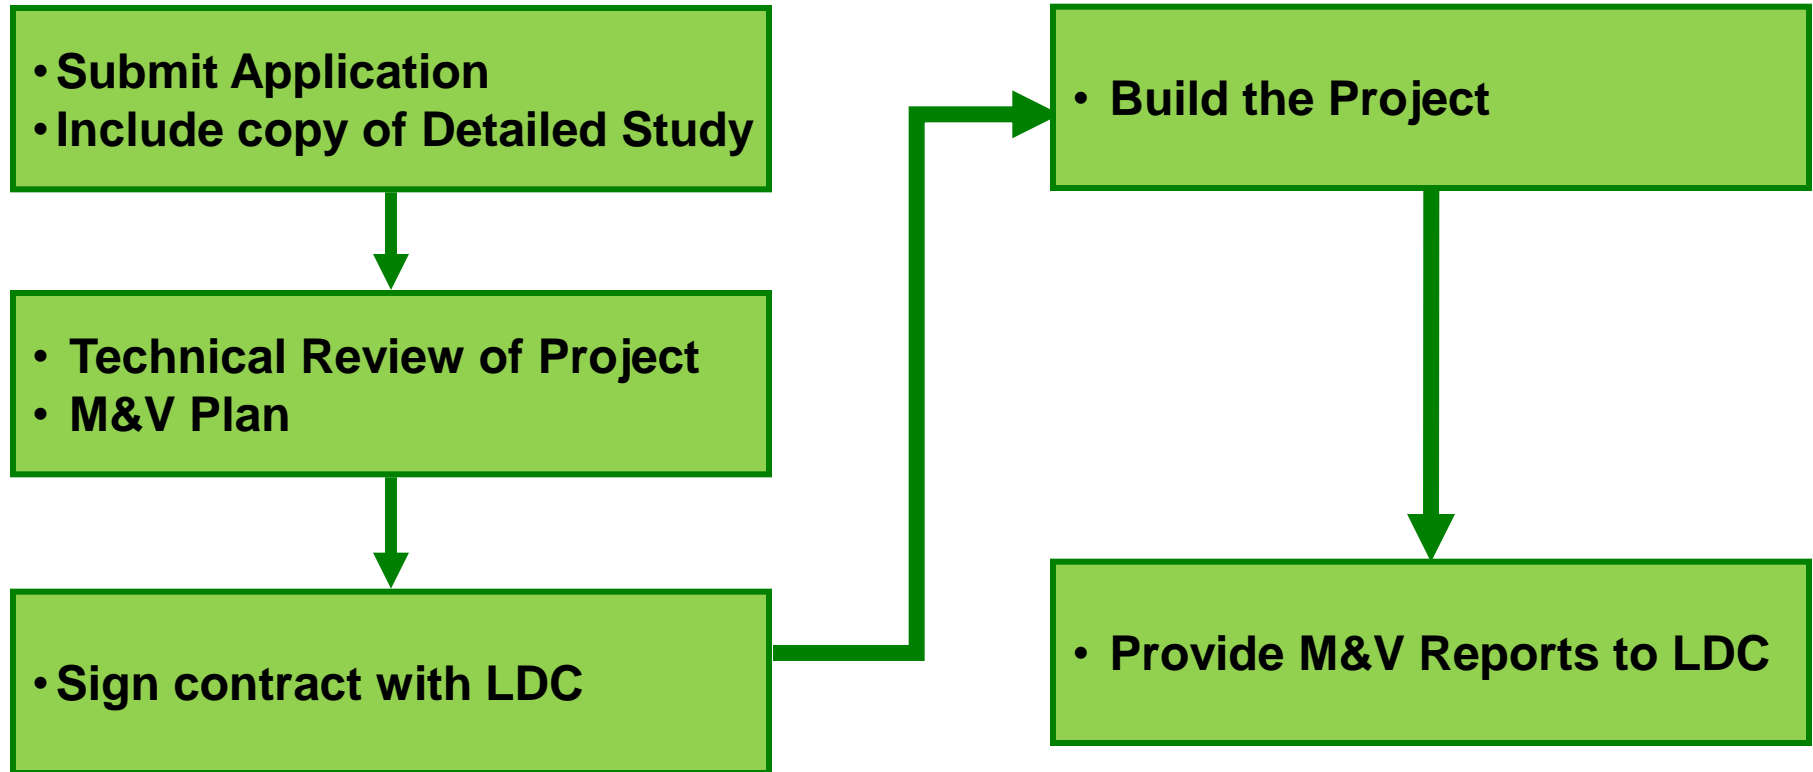 • Submit Application
• Include copy of Detailed Study
• Technical Review of Project
• M&V Plan
• Sign contract with LDC
• Build the Project
• Provide M&V Reports to LDC